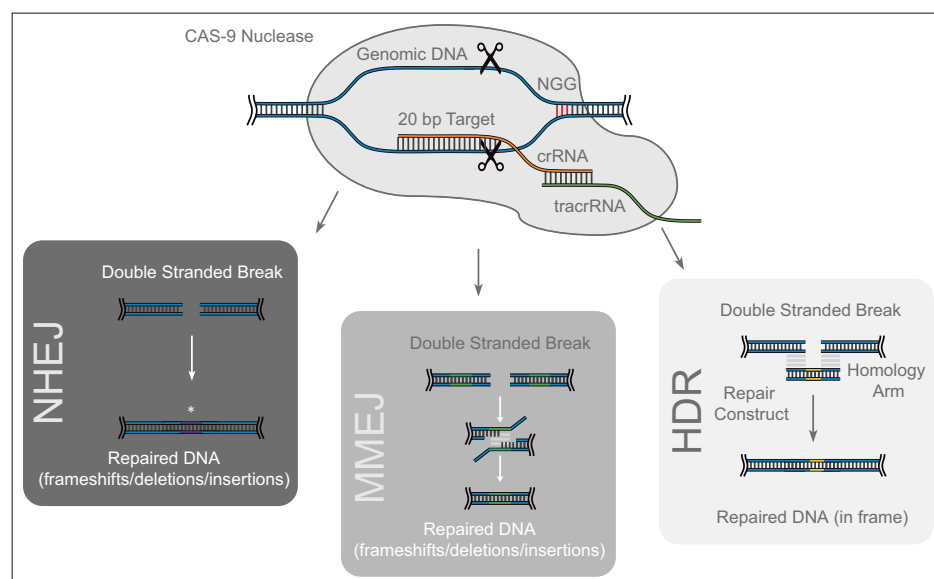 CAS-9 Nuclease
Genomic DNA
NGG
20 bp Target
crRNA
tracrRNA
NHEJ
Double Stranded Break
*
Repaired DNA
(frameshifts/deletions/insertions)
MMEJ
Double Stranded Break
Repaired DNA
(frameshifts/deletions/insertions)
HDR
Double Stranded Break
Homology
Arm
Repair
Construct
Repaired DNA (in frame)